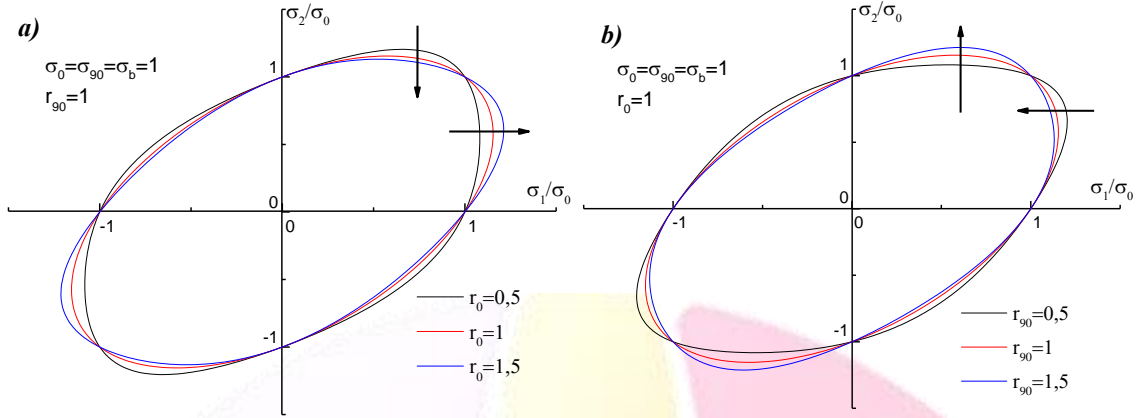 a)
σ₂/σ₀
σ₀=σ₉₀=σb=1
r₉₀=1
1
σ₁/σ₀
0
-1
0
1
-1
r₀=0,5
r₀=1
r₀=1,5
b)
σ₂/σ₀
σ₀=σ₉₀=σb=1
r₀=1
1
σ₁/σ₀
0
-1
0
1
-1
r₉₀=0,5
r₉₀=1
r₉₀=1,5